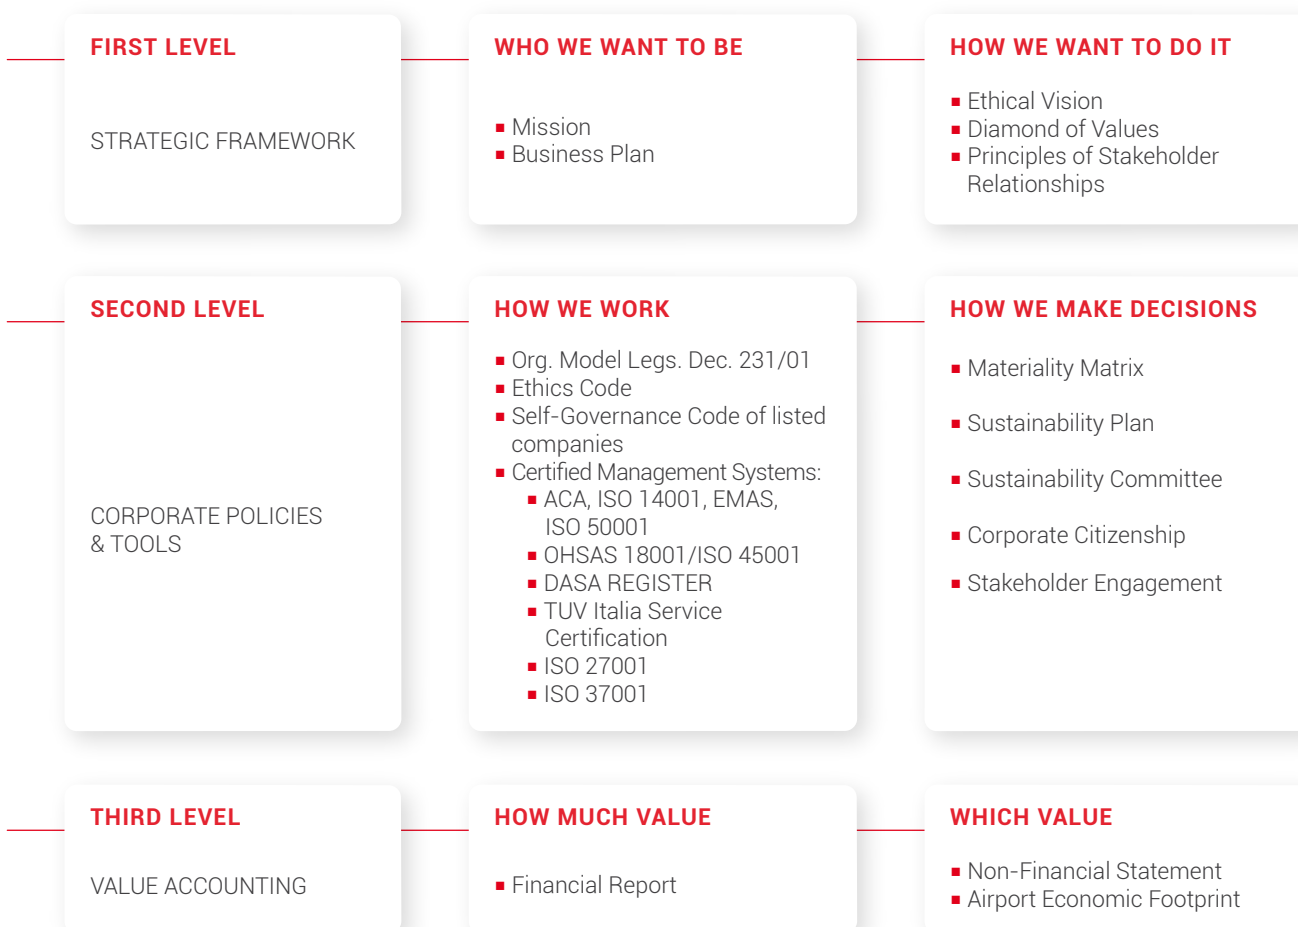 FIRST LEVEL
STRATEGIC FRAMEWORK
WHO WE WANT TO BE
Mission
Business Plan
HOW WE WANT TO DO IT
Ethical Vision
Diamond of Values
Principles of Stakeholder
Relationships
SECOND LEVEL
CORPORATE POLICIES
& TOOLS
HOW WE WORK
Org. Model Legs. Dec. 231/01
Ethics Code
Self-Governance Code of listed
companies
Certified Management Systems:
ACA, ISO 14001, EMAS,
ISO 50001
OHSAS 18001/ISO 45001
DASA REGISTER
TUV Italia Service
Certification
ISO 27001
ISO 37001
HOW WE MAKE DECISIONS
Materiality Matrix
Sustainability Plan
Sustainability Committee
Corporate Citizenship
Stakeholder Engagement
THIRD LEVEL
VALUE ACCOUNTING
HOW MUCH VALUE
Financial Report
WHICH VALUE
Non-Financial Statement
Airport Economic Footprint